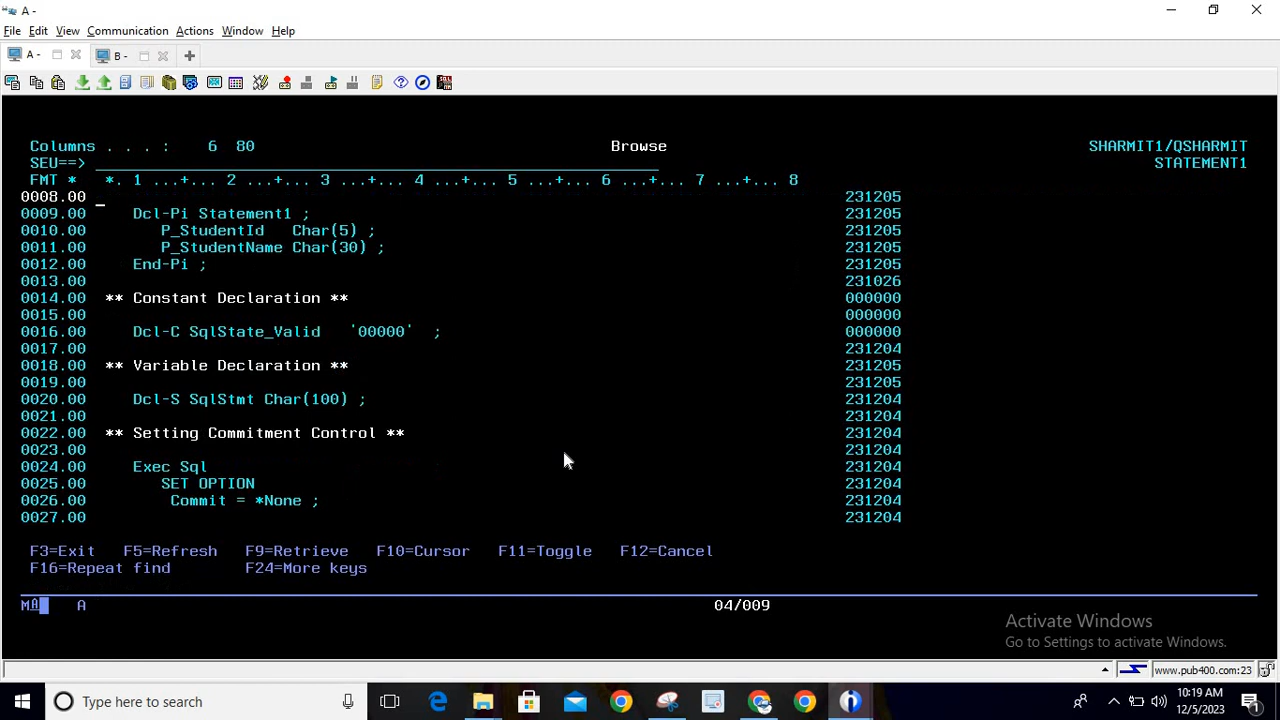 A -
File Edit View Communication Actions Window Help
A - B -
Columns . . . : 6 80 Browse SHARMIT1/QSHARMIT
SEU==> STATEMENT1
FMT * *. 1 ...+... 2 ...+... 3 ...+... 4 ...+... 5 ...+... 6 ...+... 7 ...+... 8
0008.00 231205
0009.00 Dcl-Pi Statement1 ; 231205
0010.00 P_StudentId Char(5) ; 231205
0011.00 P_StudentName Char(30) ; 231205
0012.00 End-Pi ; 231205
0013.00 231026
0014.00 ** Constant Declaration ** 000000
0015.00 000000
0016.00 Dcl-C SqlState_Valid '00000' ; 000000
0017.00 231204
0018.00 ** Variable Declaration ** 231205
0019.00 231205
0020.00 Dcl-S SqlStmt Char(100) ; 231204
0021.00 231204
0022.00 ** Setting Commitment Control ** 231204
0023.00 231204
0024.00 Exec Sql 231204
0025.00 SET OPTION 231204
0026.00 Commit = *None ; 231204
0027.00 231204
F3=Exit F5=Refresh F9=Retrieve F10=Cursor F11=Toggle F12=Cancel
F16=Repeat find F24=More keys
MA A 04/009
Activate Windows
Go to Settings to activate Windows.
www.pub400.com:23
Type here to search
10:19 AM
12/5/2023
1